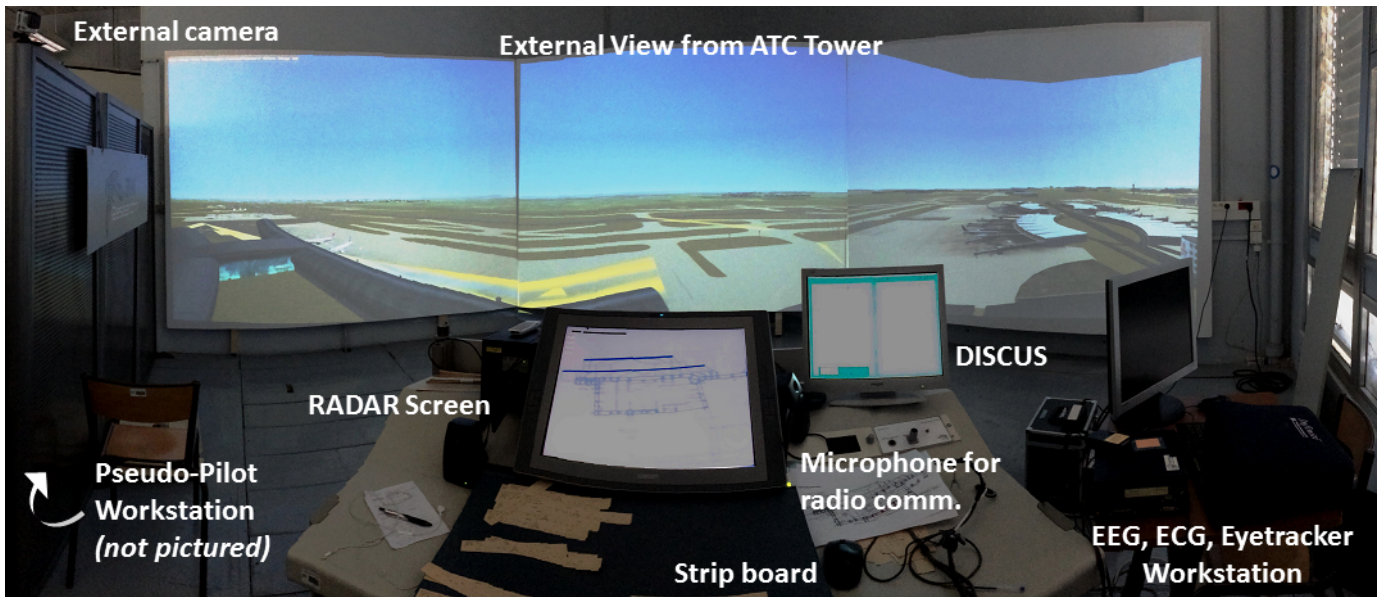 External camera
External View from ATC Tower
DISCUS
RADAR Screen
Microphone for
radio comm.
Pseudo-Pilot
Workstation
(not pictured)
EEG, ECG, Eyetracker
Workstation
Strip board